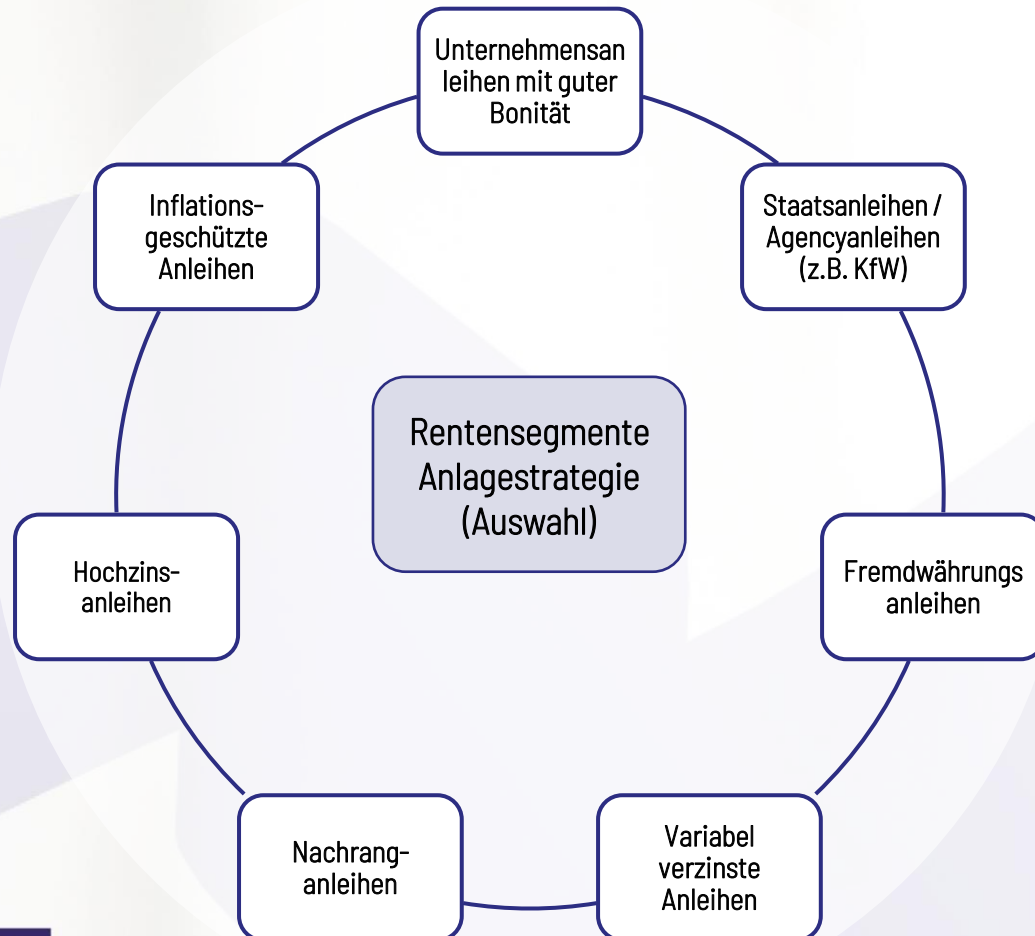 Unternehmensan
leihen mit guter
Bonität
Staatsanleihen /
Agencyanleihen
(z.B. KfW)
Fremdwährungs
anleihen
Variabel
verzinste
Anleihen
Nachrang-
anleihen
Hochzins-
anleihen
Inflations-
geschützte
Anleihen
Rentensegmente
Anlagestrategie
(Auswahl)